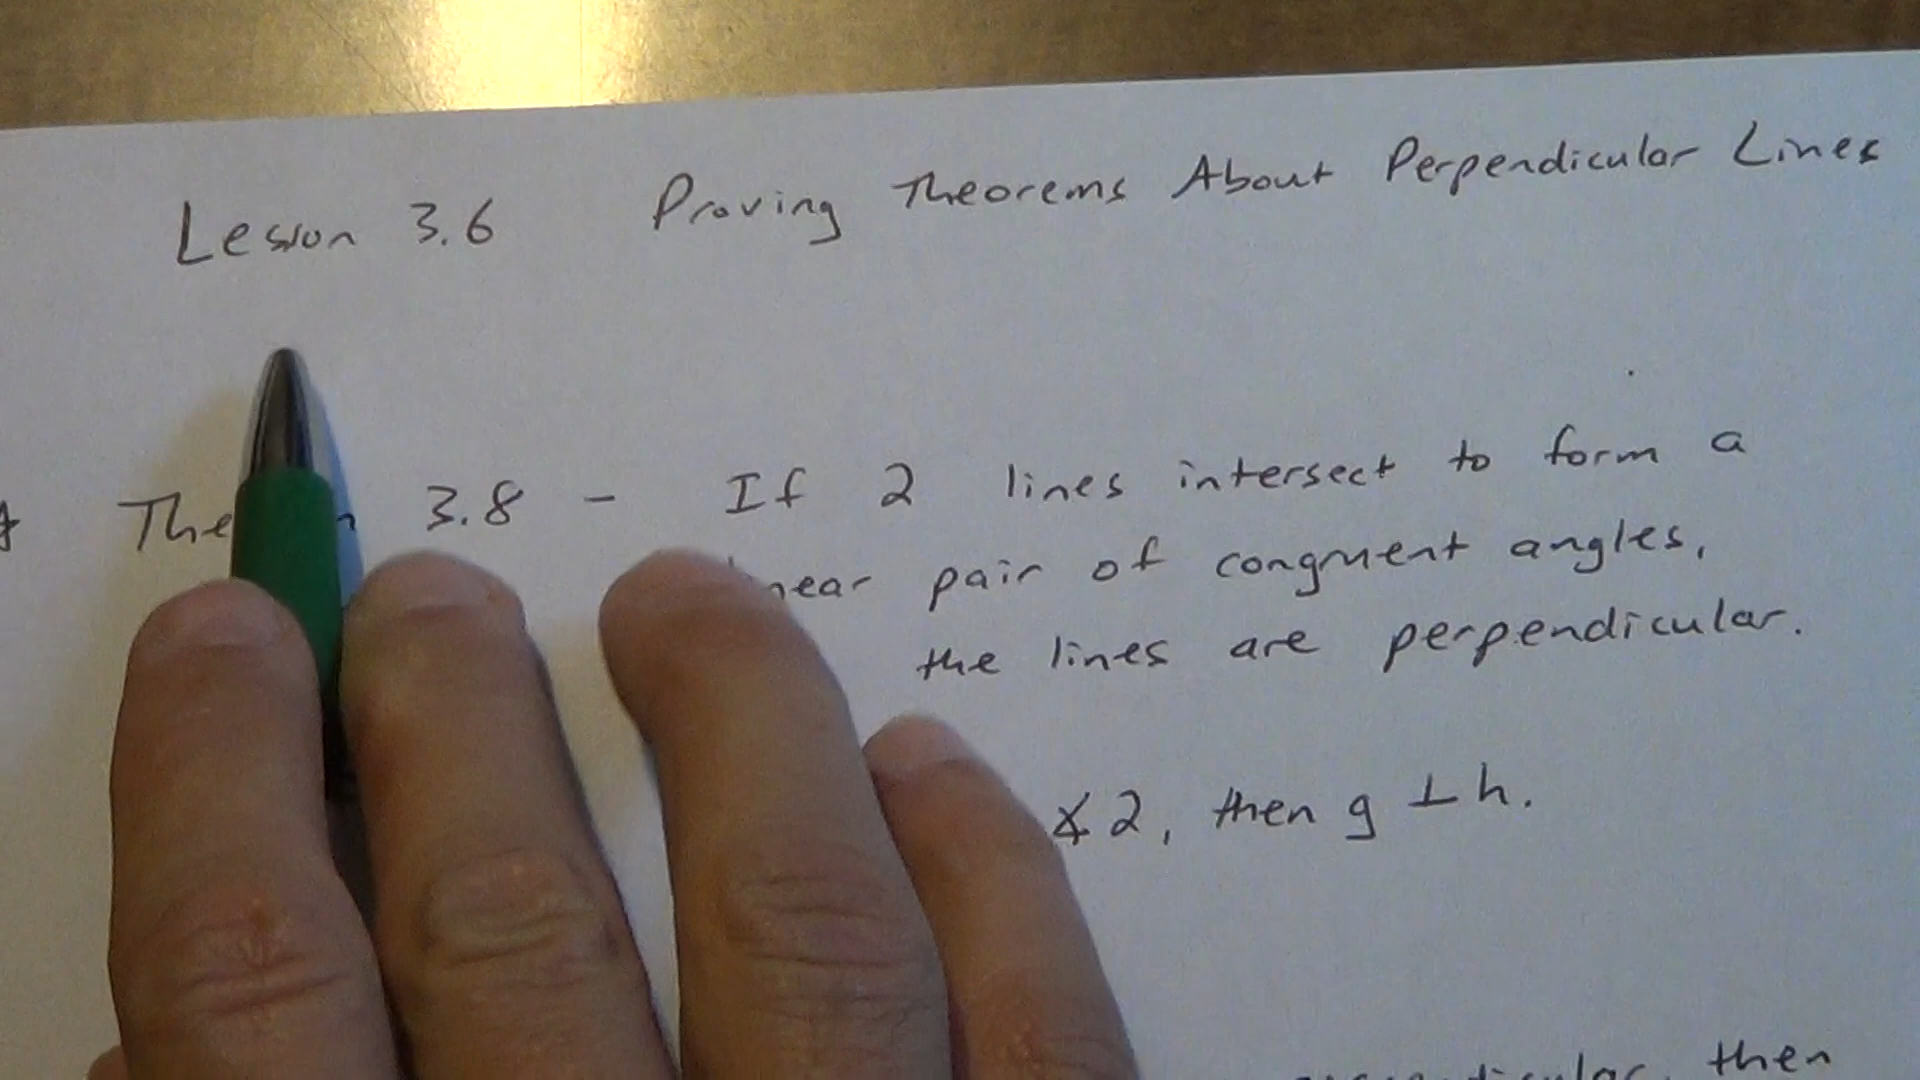 Lesson 3.6 Proving Theorems About Perpendicular Lines
3.8 - If 2 lines intersect to form a
pair of congruent angles,
the lines are perpendicular.
∡2, then g ⊥ h.
then